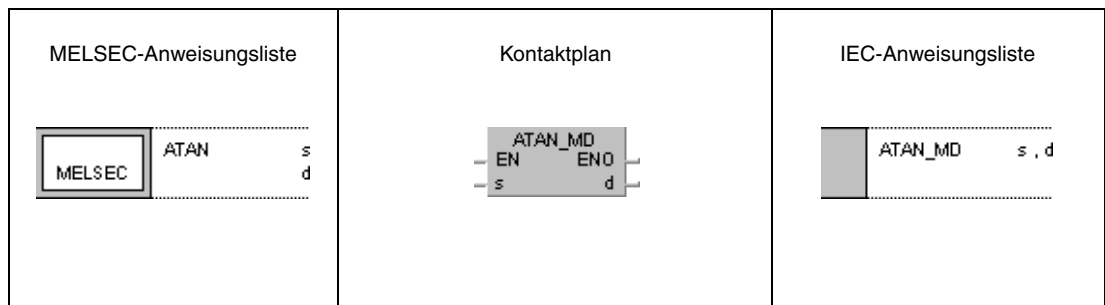 MELSEC-Anweisungsliste
Kontaktplan
IEC-Anweisungsliste
MELSEC
ATAN s
d
ATAN_MD
EN ENO
s d
ATAN_MD s , d